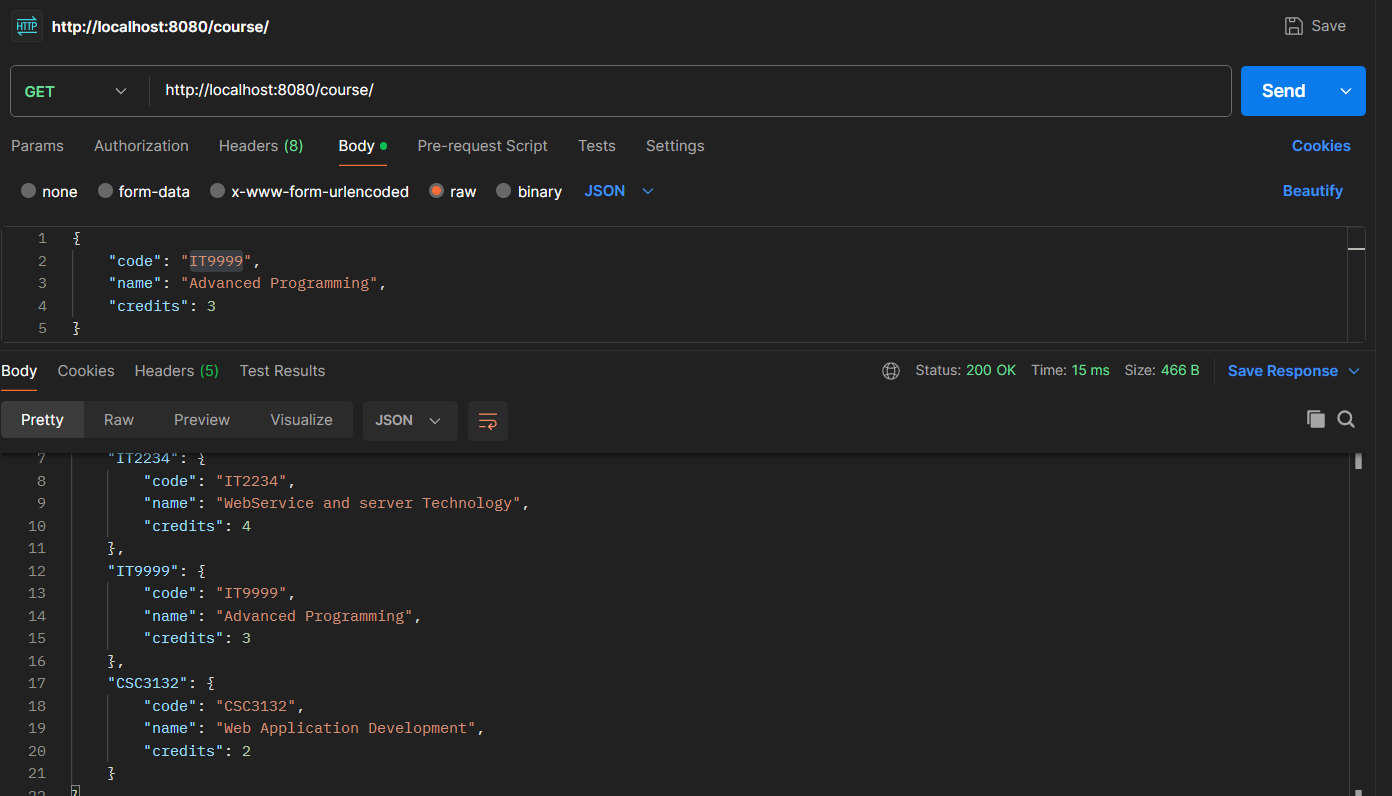 HTTP http://localhost:8080/course/ Save
GET http://localhost:8080/course/ Send
Params Authorization Headers (8) Body Pre-request Script Tests Settings Cookies
none form-data x-www-form-urlencoded raw binary JSON Beautify
1 {
2 "code": "IT9999",
3 "name": "Advanced Programming",
4 "credits": 3
5 }
Body Cookies Headers (5) Test Results Status: 200 OK Time: 15 ms Size: 466 B Save Response
Pretty Raw Preview Visualize JSON
7 "IT2234": {
8 "code": "IT2234",
9 "name": "WebService and server Technology",
10 "credits": 4
11 },
12 "IT9999": {
13 "code": "IT9999",
14 "name": "Advanced Programming",
15 "credits": 3
16 },
17 "CSC3132": {
18 "code": "CSC3132",
19 "name": "Web Application Development",
20 "credits": 2
21 }
22 }